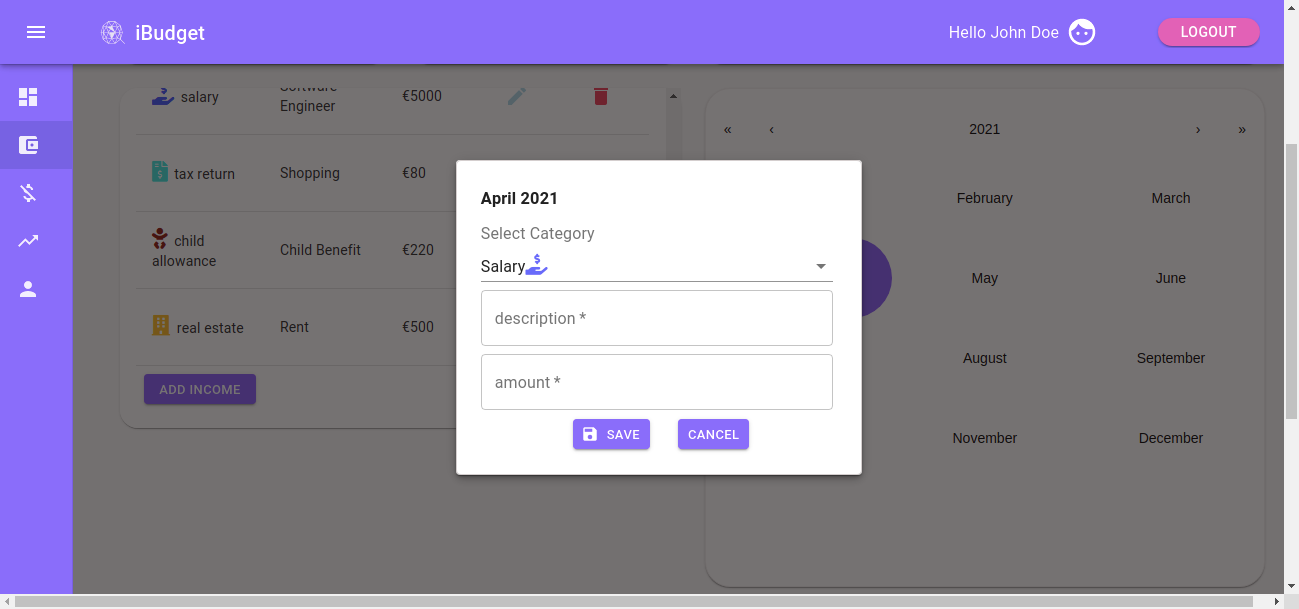 iBudget
Hello John Doe
LOGOUT
salary Software Engineer €5000
tax return Shopping €80
child allowance Child Benefit €220
real estate Rent €500
ADD INCOME
April 2021
Select Category
Salary
description *
amount *
SAVE CANCEL
« ‹ 2021 › »
February March
May June
August September
November December